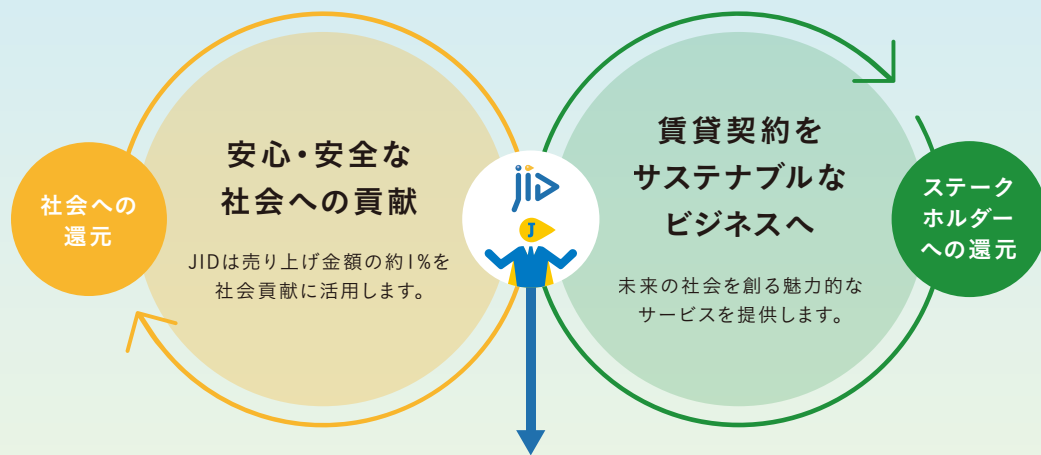 安心・安全な
社会への貢献
JIDは売り上げ金額の約1%を
社会貢献に活用します。
社会への
還元
jID
J
賃貸契約を
サステナブルな
ビジネスへ
未来の社会を創る魅力的な
サービスを提供します。
ステーク
ホルダー
への還元